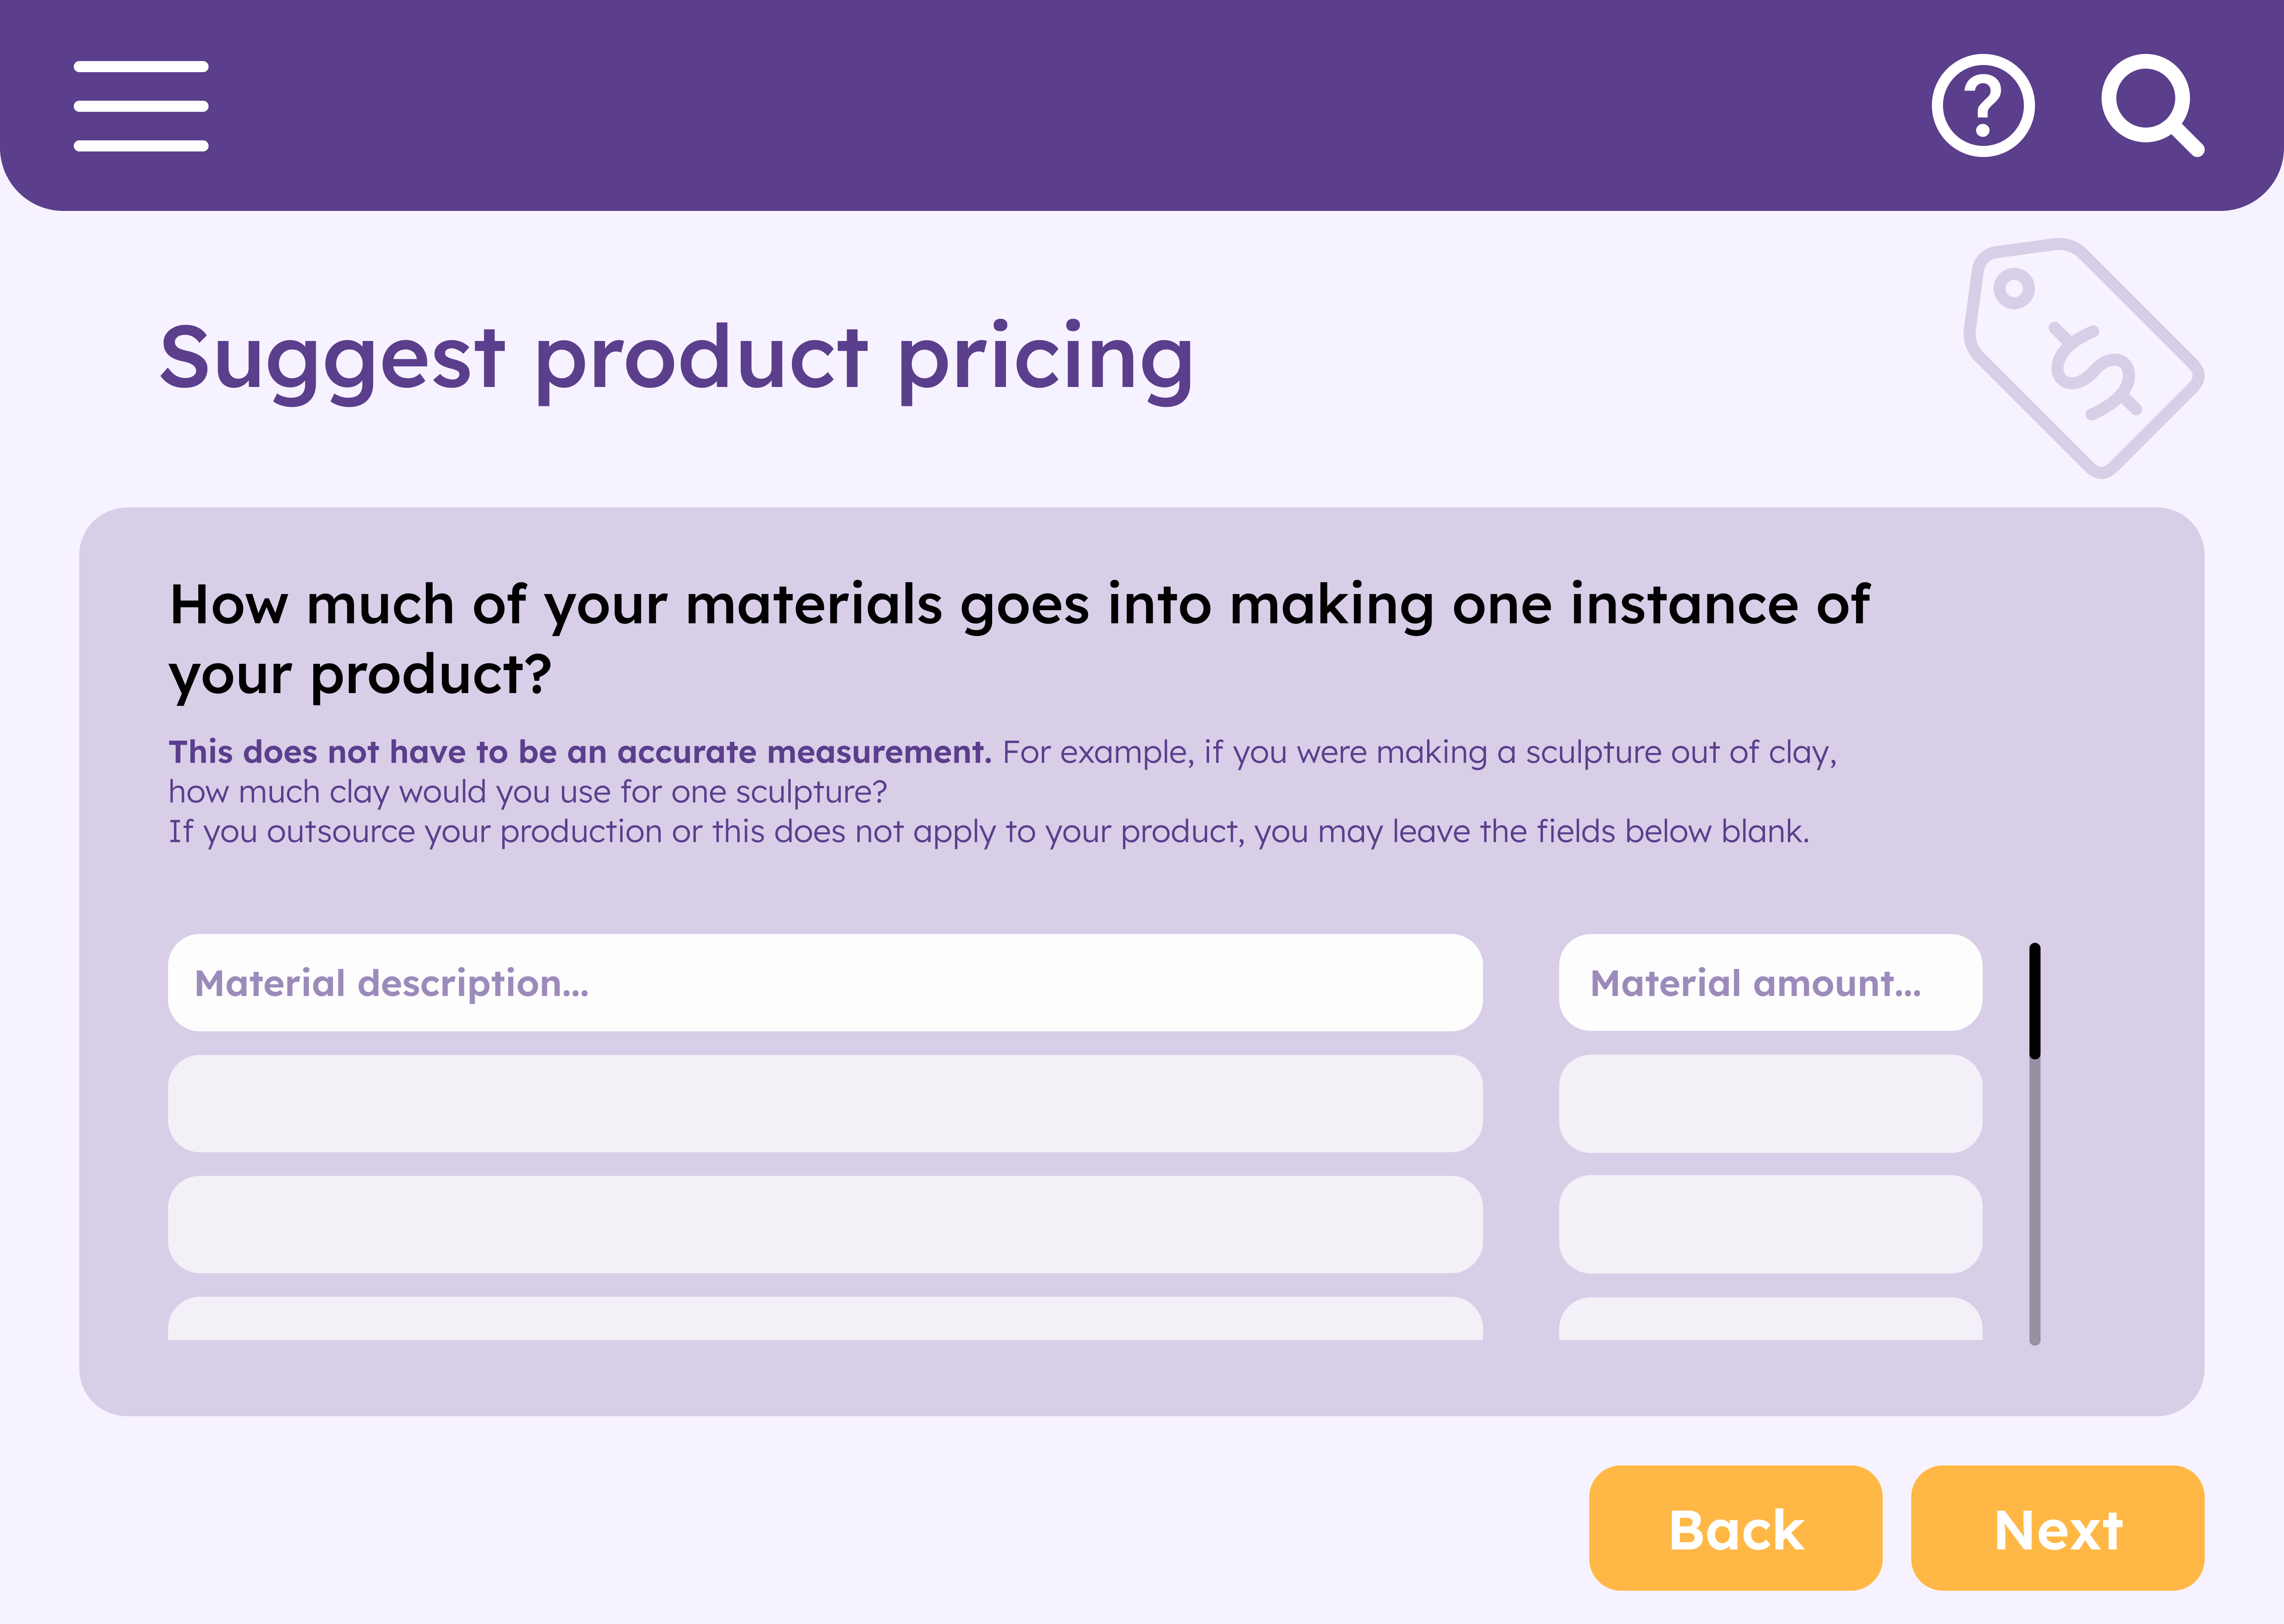 Suggest product pricing
How much of your materials goes into making one instance of
your product?
This does not have to be an accurate measurement. For example, if you were making a sculpture out of clay,
how much clay would you use for one sculpture?
If you outsource your production or this does not apply to your product, you may leave the fields below blank.
Material description... Material amount...
Back Next